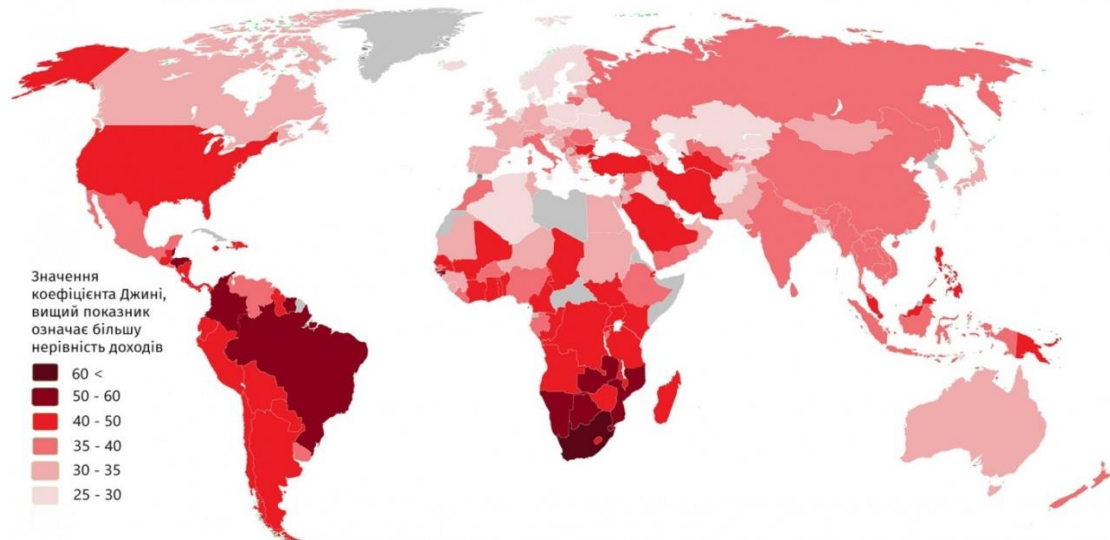 Значення
коефіцієнта Джині,
вищий показник
означає більшу
нерівність доходів
60 <
50 - 60
40 - 50
35 - 40
30 - 35
25 - 30